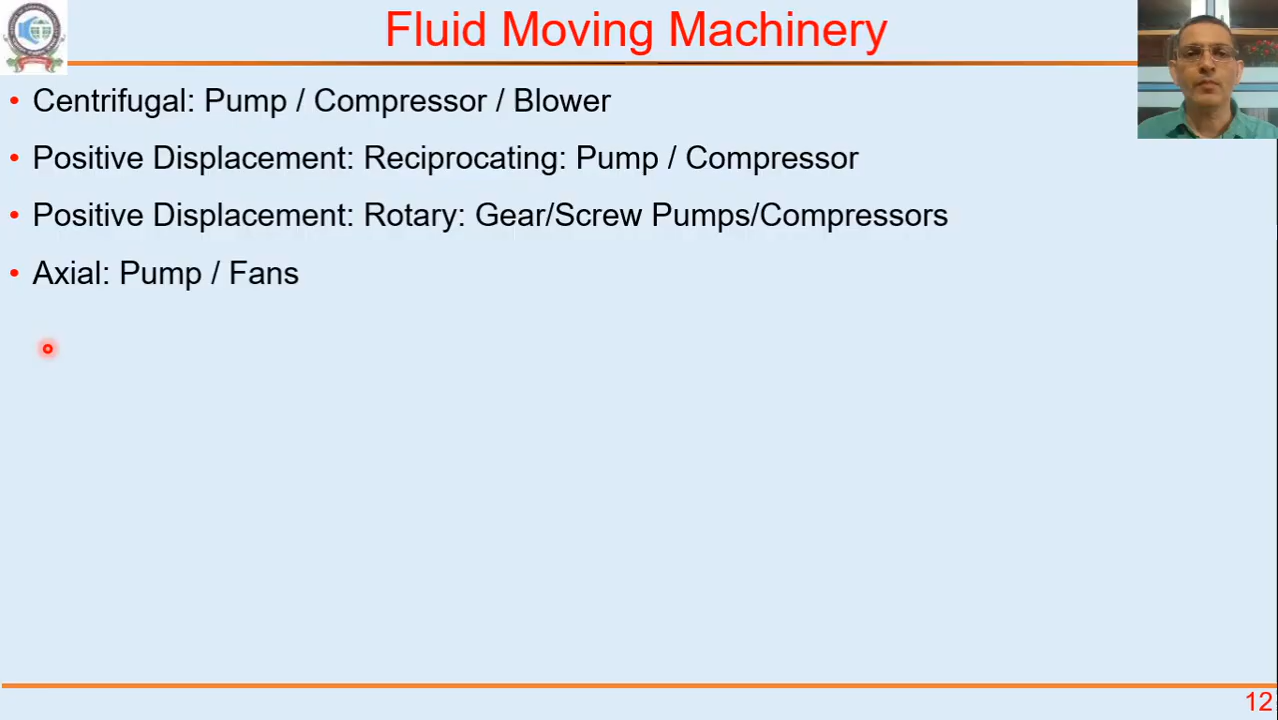 Fluid Moving Machinery
• Centrifugal: Pump / Compressor / Blower
• Positive Displacement: Reciprocating: Pump / Compressor
• Positive Displacement: Rotary: Gear/Screw Pumps/Compressors
• Axial: Pump / Fans
12